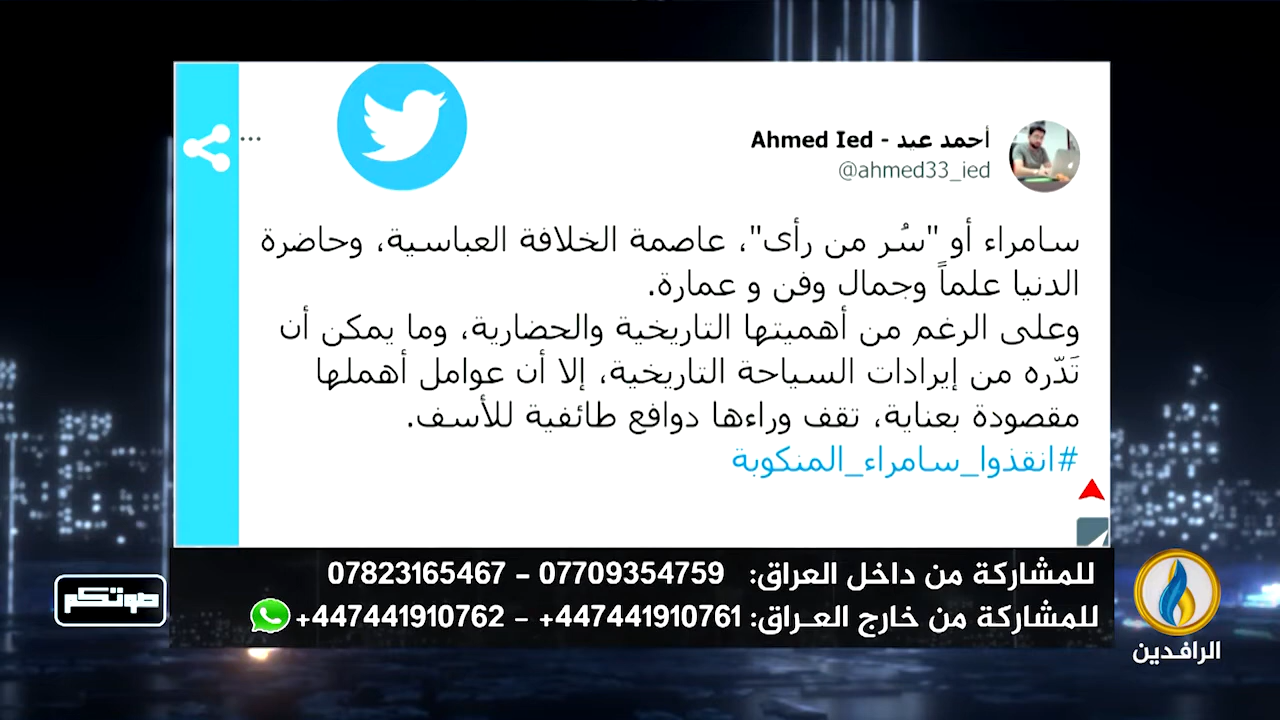 أحمد عيد - Ahmed Ied
@ahmed33_ied
سامراء أو "سُر من رأى"، عاصمة الخلافة العباسية، وحاضرة
الدنيا علماً وجمال وفن و عمارة.
وعلى الرغم من أهميتها التاريخية والحضارية، وما يمكن أن
تَدّره من إيرادات السياحة التاريخية، إلا أن عوامل أهملها
مقصودة بعناية، تقف وراءها دوافع طائفية للأسف.
#انقذوا_سامراء_المنكوبة
للمشاركة من داخل العراق: 07709354759 - 07823165467
للمشاركة من خارج العـراق: 447441910761+ - 447441910762+
صوتكم
الرافدين